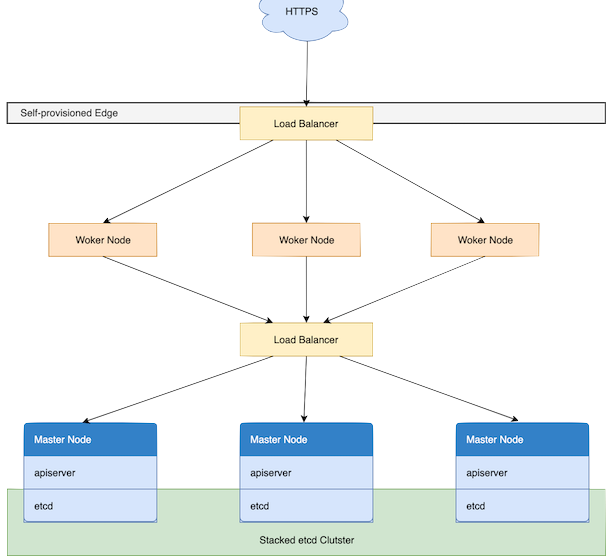 HTTPS
Self-provisioned Edge
Load Balancer
Woker Node
Woker Node
Woker Node
Load Balancer
Master Node
Master Node
Master Node
apiserver
apiserver
apiserver
etcd
etcd
etcd
Stacked etcd Clutster